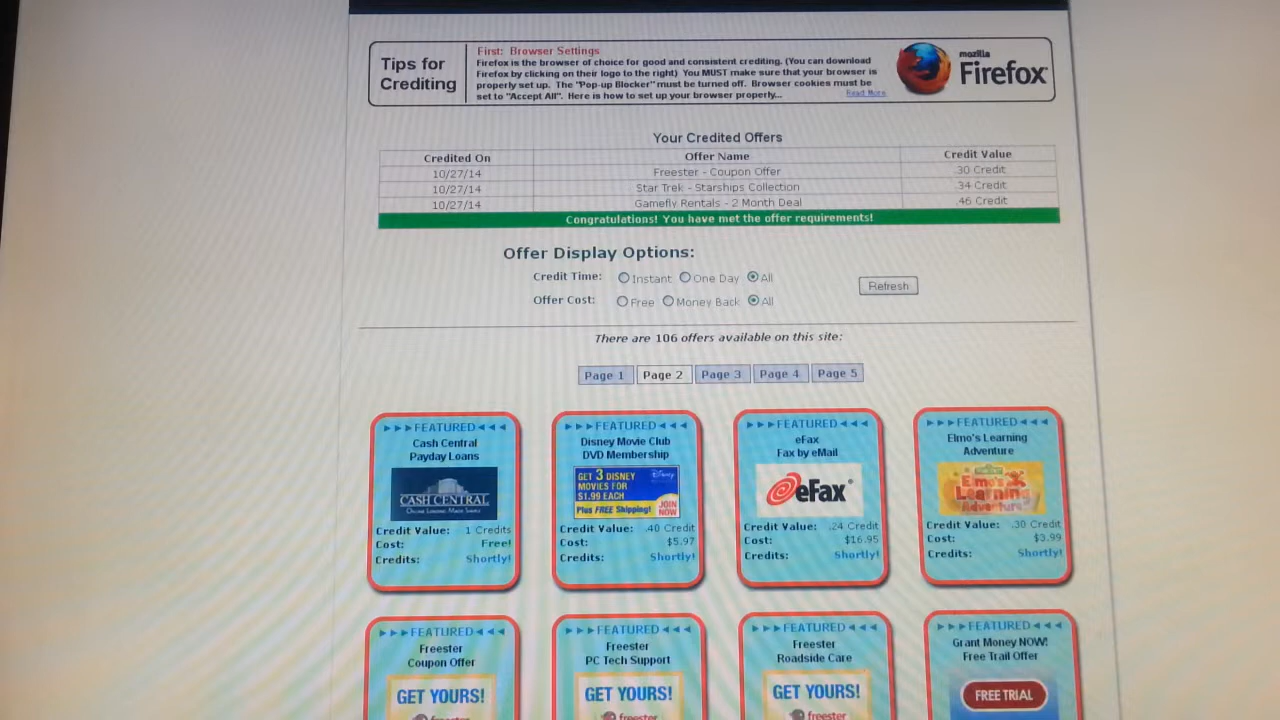 Tips for
Crediting
First: Browser Settings
Firefox is the browser of choice for good and consistent crediting. (You can download
Firefox by clicking on their logo to the right) You MUST make sure that your browser is
properly set up. The "Pop-up Blocker" must be turned off. Browser cookies must be
set to "Accept All". Here is how to set up your browser properly... Read More
mozilla
Firefox
Your Credited Offers
Credited On Offer Name Credit Value
10/27/14 Freester - Coupon Offer .30 Credit
10/27/14 Star Trek - Starships Collection .34 Credit
10/27/14 Gamefly Rentals - 2 Month Deal .46 Credit
Congratulations! You have met the offer requirements!
Offer Display Options:
Credit Time: Instant One Day All
Offer Cost: Free Money Back All
Refresh
There are 106 offers available on this site:
Page 1 Page 2 Page 3 Page 4 Page 5
►►►FEATURED◄◄◄
Cash Central
Payday Loans
CASH CENTRAL
Credit Value: 1 Credits
Cost: Free!
Credits: Shortly!
►►►FEATURED◄◄◄
Disney Movie Club
DVD Membership
GET 3 DISNEY
MOVIES FOR
$1.99 EACH
Plus FREE Shipping!
Disney
JOIN
NOW
Credit Value: .40 Credit
Cost: $5.97
Credits: Shortly!
►►►FEATURED◄◄◄
eFax
Fax by eMail
eFax
Credit Value: .24 Credit
Cost: $16.95
Credits: Shortly!
►►►FEATURED◄◄◄
Elmo's Learning
Adventure
Elmo's
Learning
Adventure
Credit Value: .30 Credit
Cost: $3.99
Credits: Shortly!
►►►FEATURED◄◄◄
Freester
Coupon Offer
GET YOURS!
freester
►►►FEATURED◄◄◄
Freester
PC Tech Support
GET YOURS!
freester
►►►FEATURED◄◄◄
Freester
Roadside Care
GET YOURS!
freester
►►►FEATURED◄◄◄
Grant Money NOW!
Free Trail Offer
FREE TRIAL